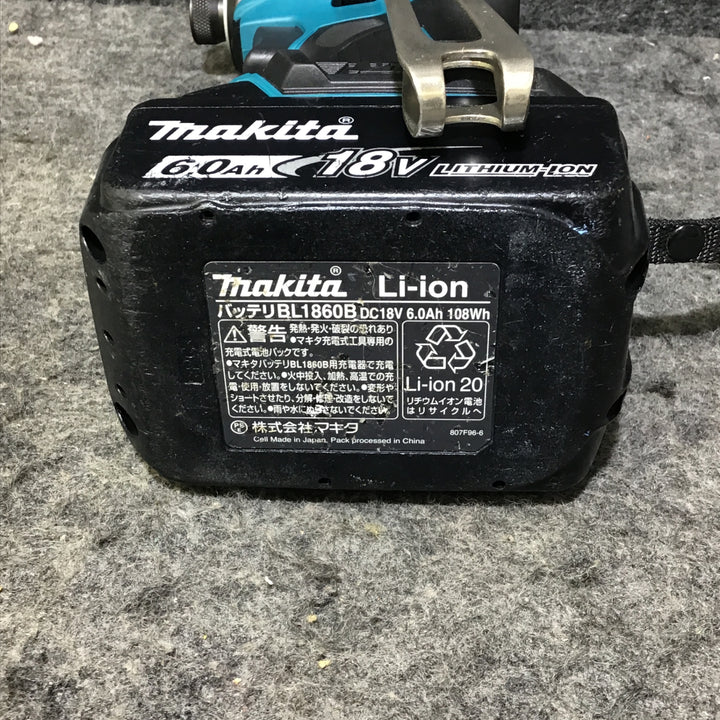 makita®
6.0Ah 18V LITHIUM-ION
makita® Li-ion
バッテリBL1860B DC18V 6.0Ah 108Wh
警告 発熱・発火・破裂の恐れあり
●マキタ充電式工具専用の
充電式電池パックです。
●マキタバッテリBL1860B用充電器で充電
してください。●火中投入、加熱、高温での充
電・使用・放置をしないでください。●変形や
ショートさせたり、分解・修理・改造をしないで
ください。●雨や水にぬらさないでください。
Li-ion 20
リチウムイオン電池
はリサイクルへ
PSE 株式会社マキタ
Cell Made in Japan, Pack processed in China
807F96-6